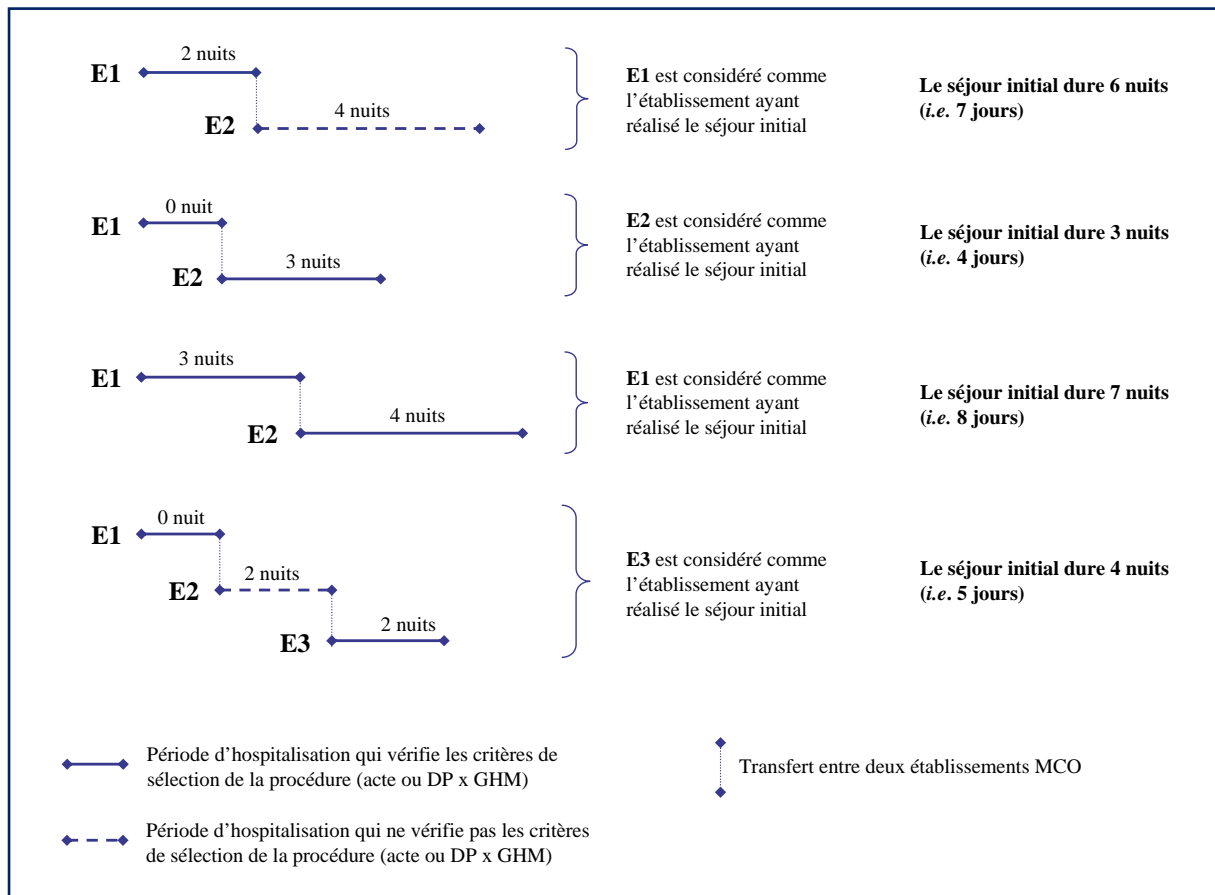 2 nuits
E1
4 nuits
E2
E1 est considéré comme
l’établissement ayant
réalisé le séjour initial
Le séjour initial dure 6 nuits
(i.e. 7 jours)
0 nuit
E1
3 nuits
E2
E2 est considéré comme
l’établissement ayant
réalisé le séjour initial
Le séjour initial dure 3 nuits
(i.e. 4 jours)
3 nuits
E1
4 nuits
E2
E1 est considéré comme
l’établissement ayant
réalisé le séjour initial
Le séjour initial dure 7 nuits
(i.e. 8 jours)
0 nuit
E1
2 nuits
E2
2 nuits
E3
E3 est considéré comme
l’établissement ayant
réalisé le séjour initial
Le séjour initial dure 4 nuits
(i.e. 5 jours)
Période d’hospitalisation qui vérifie les critères de
sélection de la procédure (acte ou DP x GHM)
Transfert entre deux établissements MCO
Période d’hospitalisation qui ne vérifie pas les critères
de sélection de la procédure (acte ou DP x GHM)